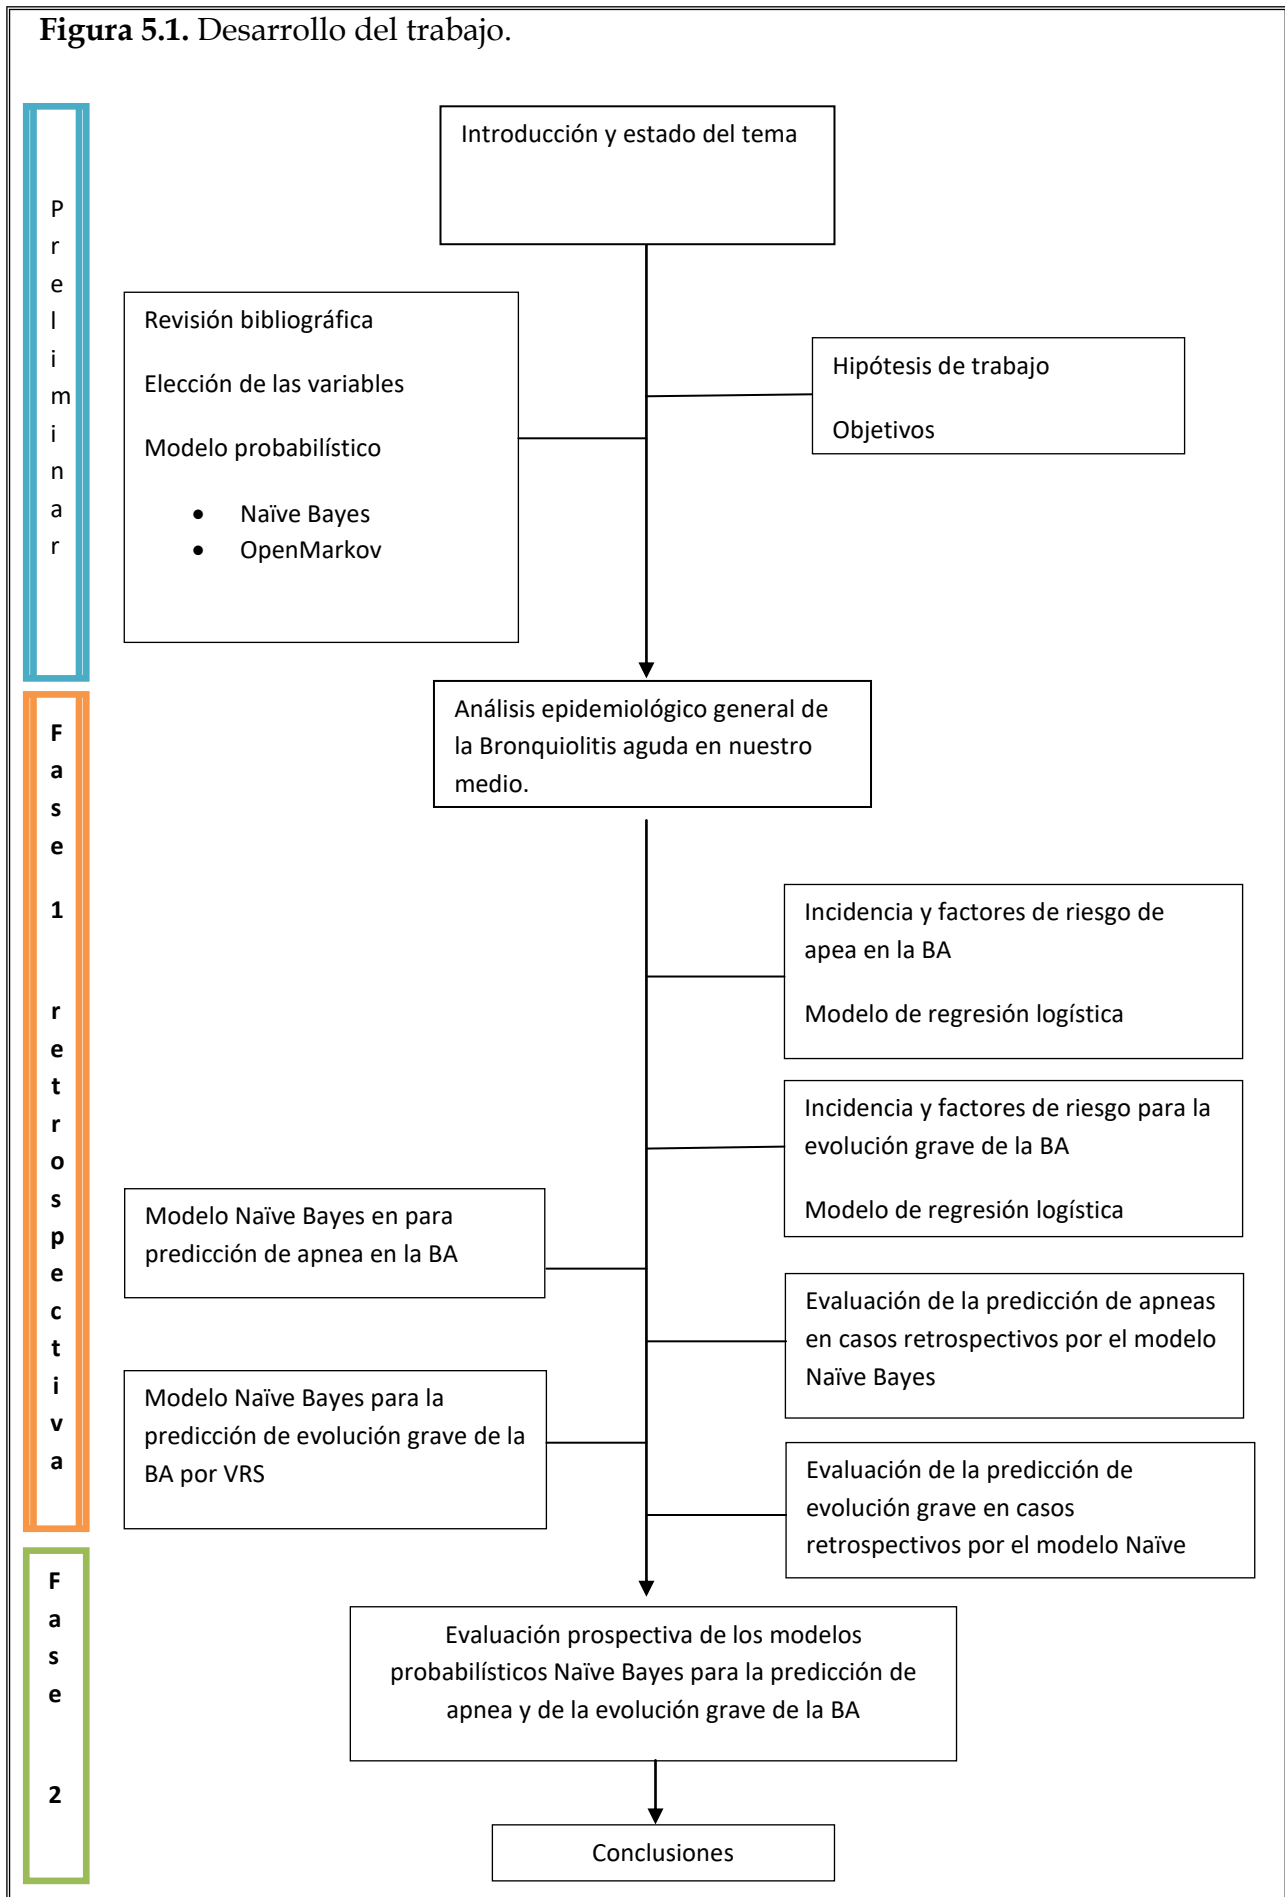 Figura 5.1. Desarrollo del trabajo.
Preliminar
Introducción y estado del tema
Revisión bibliográfica
Elección de las variables
Modelo probabilístico
• Naïve Bayes
• OpenMarkov
Hipótesis de trabajo
Objetivos
Fase 1 retrospectiva
Análisis epidemiológico general de
la Bronquiolitis aguda en nuestro
medio.
Incidencia y factores de riesgo de
apea en la BA
Modelo de regresión logística
Incidencia y factores de riesgo para la
evolución grave de la BA
Modelo de regresión logística
Modelo Naïve Bayes en para
predicción de apnea en la BA
Evaluación de la predicción de apneas
en casos retrospectivos por el modelo
Naïve Bayes
Modelo Naïve Bayes para la
predicción de evolución grave de la
BA por VRS
Evaluación de la predicción de
evolución grave en casos
retrospectivos por el modelo Naïve
Fase 2
Evaluación prospectiva de los modelos
probabilísticos Naïve Bayes para la predicción de
apnea y de la evolución grave de la BA
Conclusiones